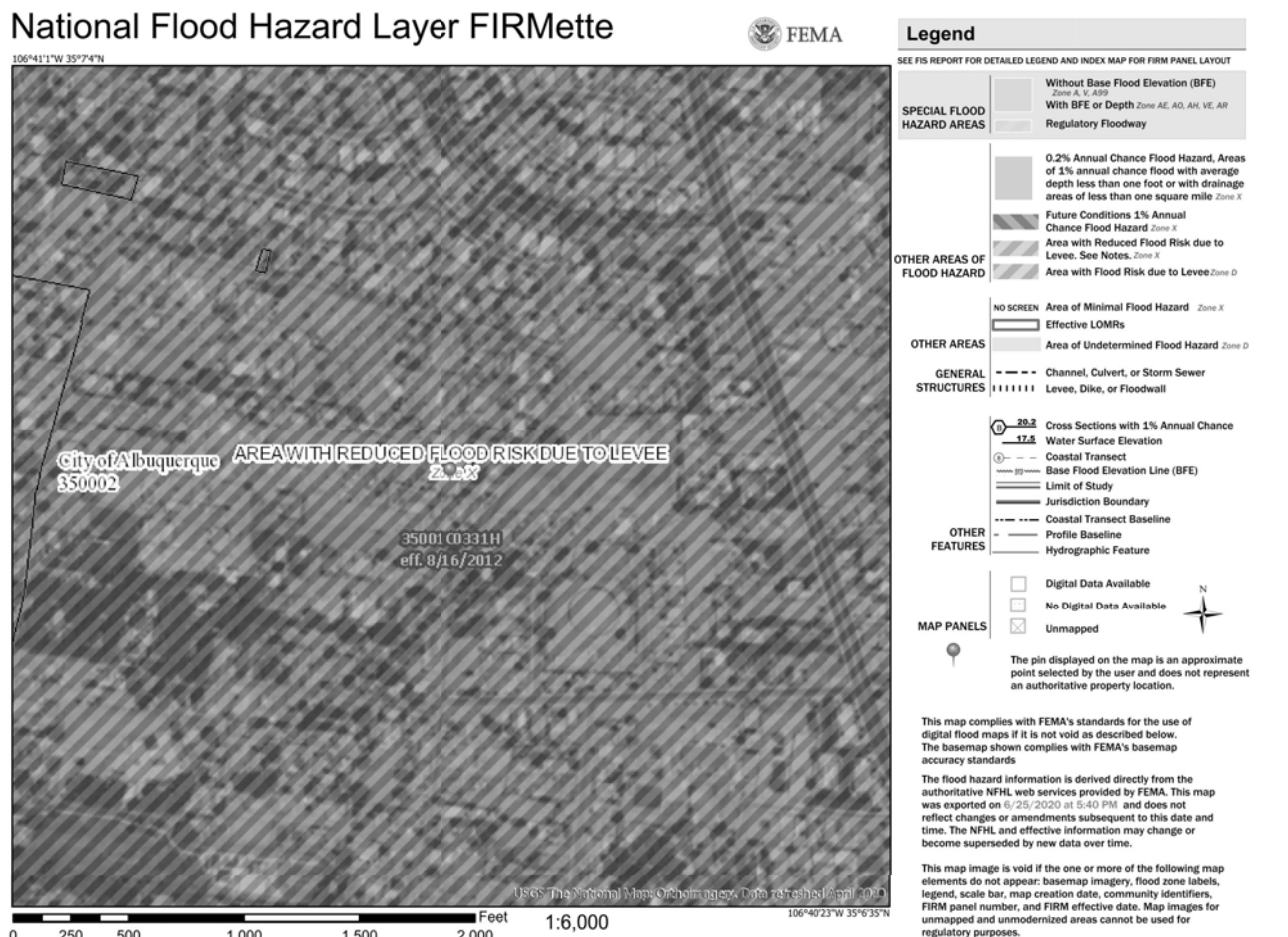 National Flood Hazard Layer FIRMette
FEMA
106°41'1"W 35°7'4"N
City of Albuquerque
350002
AREA WITH REDUCED FLOOD RISK DUE TO LEVEE
Zone X
35001C0331H
eff. 8/16/2012
USGS The National Map: Orthoimagery. Data refreshed April 2020
106°40'23"W 35°6'35"N
Feet
1:6,000
0 250 500 1,000 1,500 2,000
Legend
SEE FIS REPORT FOR DETAILED LEGEND AND INDEX MAP FOR FIRM PANEL LAYOUT
SPECIAL FLOOD
HAZARD AREAS
Without Base Flood Elevation (BFE)
Zone A, V, A99
With BFE or Depth Zone AE, AO, AH, VE, AR
Regulatory Floodway
OTHER AREAS OF
FLOOD HAZARD
0.2% Annual Chance Flood Hazard, Areas
of 1% annual chance flood with average
depth less than one foot or with drainage
areas of less than one square mile Zone X
Future Conditions 1% Annual
Chance Flood Hazard Zone X
Area with Reduced Flood Risk due to
Levee. See Notes. Zone X
Area with Flood Risk due to Levee Zone D
OTHER AREAS
NO SCREEN Area of Minimal Flood Hazard Zone X
Effective LOMRs
Area of Undetermined Flood Hazard Zone D
GENERAL
STRUCTURES
Channel, Culvert, or Storm Sewer
Levee, Dike, or Floodwall
OTHER
FEATURES
B 20.2 Cross Sections with 1% Annual Chance
17.5 Water Surface Elevation
8 Coastal Transect
513 Base Flood Elevation Line (BFE)
Limit of Study
Jurisdiction Boundary
Coastal Transect Baseline
Profile Baseline
Hydrographic Feature
MAP PANELS
Digital Data Available
No Digital Data Available
Unmapped
N
The pin displayed on the map is an approximate
point selected by the user and does not represent
an authoritative property location.
This map complies with FEMA's standards for the use of
digital flood maps if it is not void as described below.
The basemap shown complies with FEMA's basemap
accuracy standards
The flood hazard information is derived directly from the
authoritative NFHL web services provided by FEMA. This map
was exported on 6/25/2020 at 5:40 PM and does not
reflect changes or amendments subsequent to this date and
time. The NFHL and effective information may change or
become superseded by new data over time.
This map image is void if the one or more of the following map
elements do not appear: basemap imagery, flood zone labels,
legend, scale bar, map creation date, community identifiers,
FIRM panel number, and FIRM effective date. Map images for
unmapped and unmodernized areas cannot be used for
regulatory purposes.